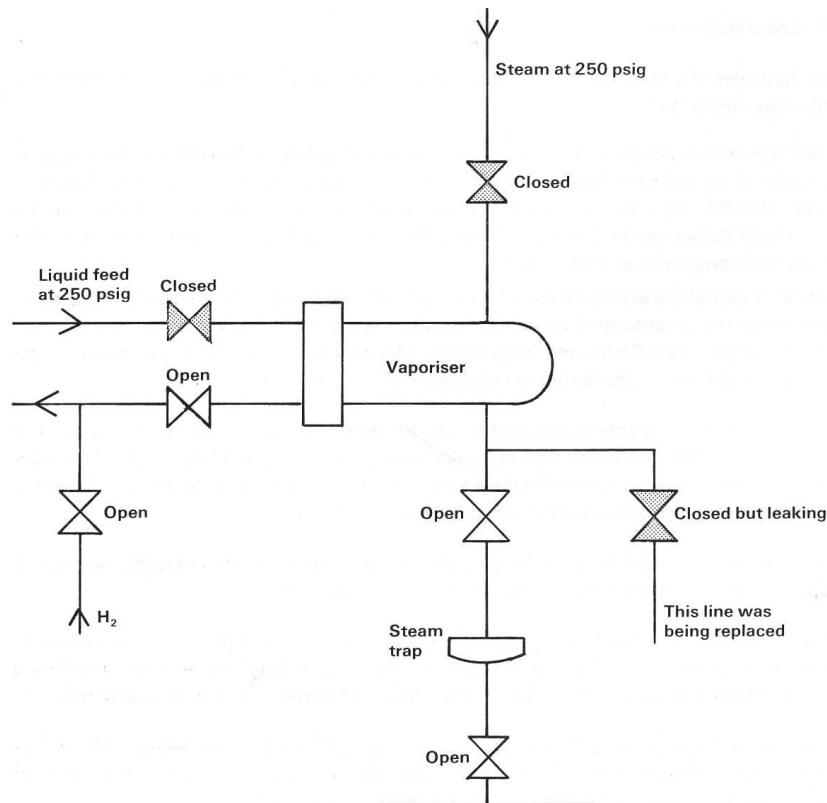 Steam at 250 psig
Closed
Liquid feed
at 250 psig
Closed
Vaporiser
Open
Open
Open
Closed but leaking
H₂
This line was
being replaced
Steam
trap
Open